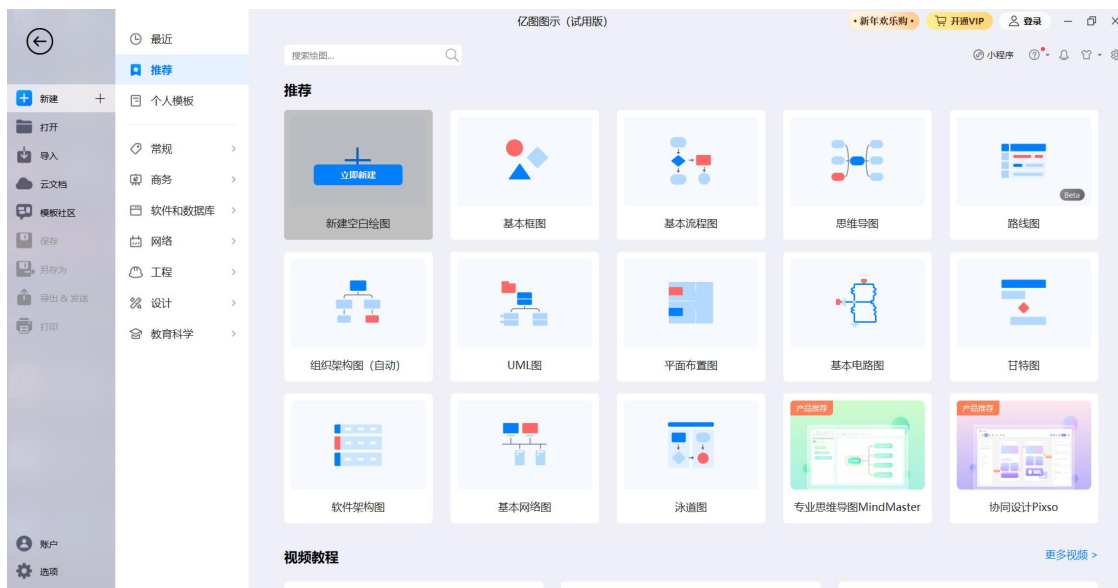 亿图图示（试用版）
•新年欢乐购•
开通VIP
登录
新建
打开
导入
云文档
模板社区
保存
另存为
导出 & 发送
打印
账户
选项
最近
推荐
个人模板
常规
商务
软件和数据库
网络
工程
设计
教育科学
搜索绘图...
小程序
推荐
立即新建
新建空白绘图
基本框图
基本流程图
思维导图
Beta
路线图
组织架构图（自动）
UML图
平面布置图
基本电路图
甘特图
软件架构图
基本网络图
泳道图
产品推荐
专业思维导图MindMaster
产品推荐
协同设计Pixso
视频教程
更多视频 >